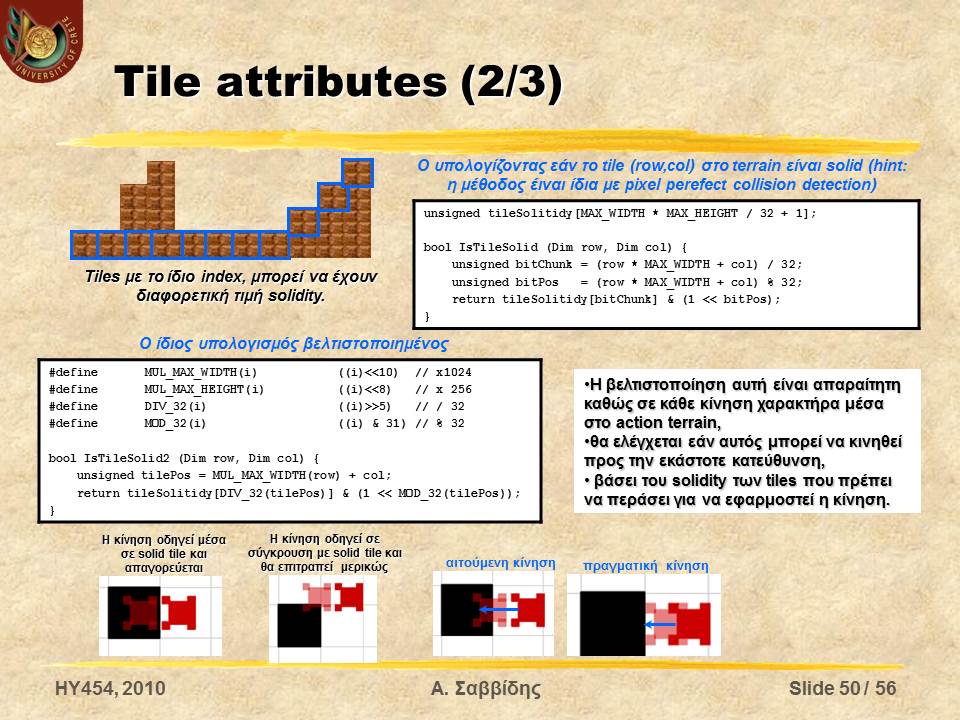 UNIVERSITY OF CRETE
Tile attributes (2/3)
Ο υπολογίζοντας εάν το tile (row,col) στο terrain είναι solid (hint:
η μέθοδος έιναι ίδια με pixel perefect collision detection)
unsigned tileSolitidy[MAX_WIDTH * MAX_HEIGHT / 32 + 1];
bool IsTileSolid (Dim row, Dim col) {
unsigned bitChunk = (row * MAX_WIDTH + col) / 32;
unsigned bitPos = (row * MAX_WIDTH + col) % 32;
return tileSolitidy[bitChunk] & (1 << bitPos);
}
Tiles με το ίδιο index, μπορεί να έχουν
διαφορετική τιμή solidity.
Ο ίδιος υπολογισμός βελτιστοποιημένος
#define MUL_MAX_WIDTH(i) ((i)<<10) // x1024
#define MUL_MAX_HEIGHT(i) ((i)<<8) // x 256
#define DIV_32(i) ((i)>>5) // / 32
#define MOD_32(i) ((i) & 31) // % 32
bool IsTileSolid2 (Dim row, Dim col) {
unsigned tilePos = MUL_MAX_WIDTH(row) + col;
return tileSolitidy[DIV_32(tilePos)] & (1 << MOD_32(tilePos));
}
•Η βελτιστοποίηση αυτή είναι απαραίτητη
καθώς σε κάθε κίνηση χαρακτήρα μέσα
στο action terrain,
•θα ελέγχεται εάν αυτός μπορεί να κινηθεί
προς την εκάστοτε κατεύθυνση,
• βάσει του solidity των tiles που πρέπει
να περάσει για να εφαρμοστεί η κίνηση.
Η κίνηση οδηγεί μέσα
σε solid tile και
απαγορεύεται
Η κίνηση οδηγεί σε
σύγκρουση με solid tile και
θα επιτραπεί μερικώς
αιτούμενη κίνηση
πραγματική κίνηση
HY454, 2010
Α. Σαββίδης
Slide 50 / 56